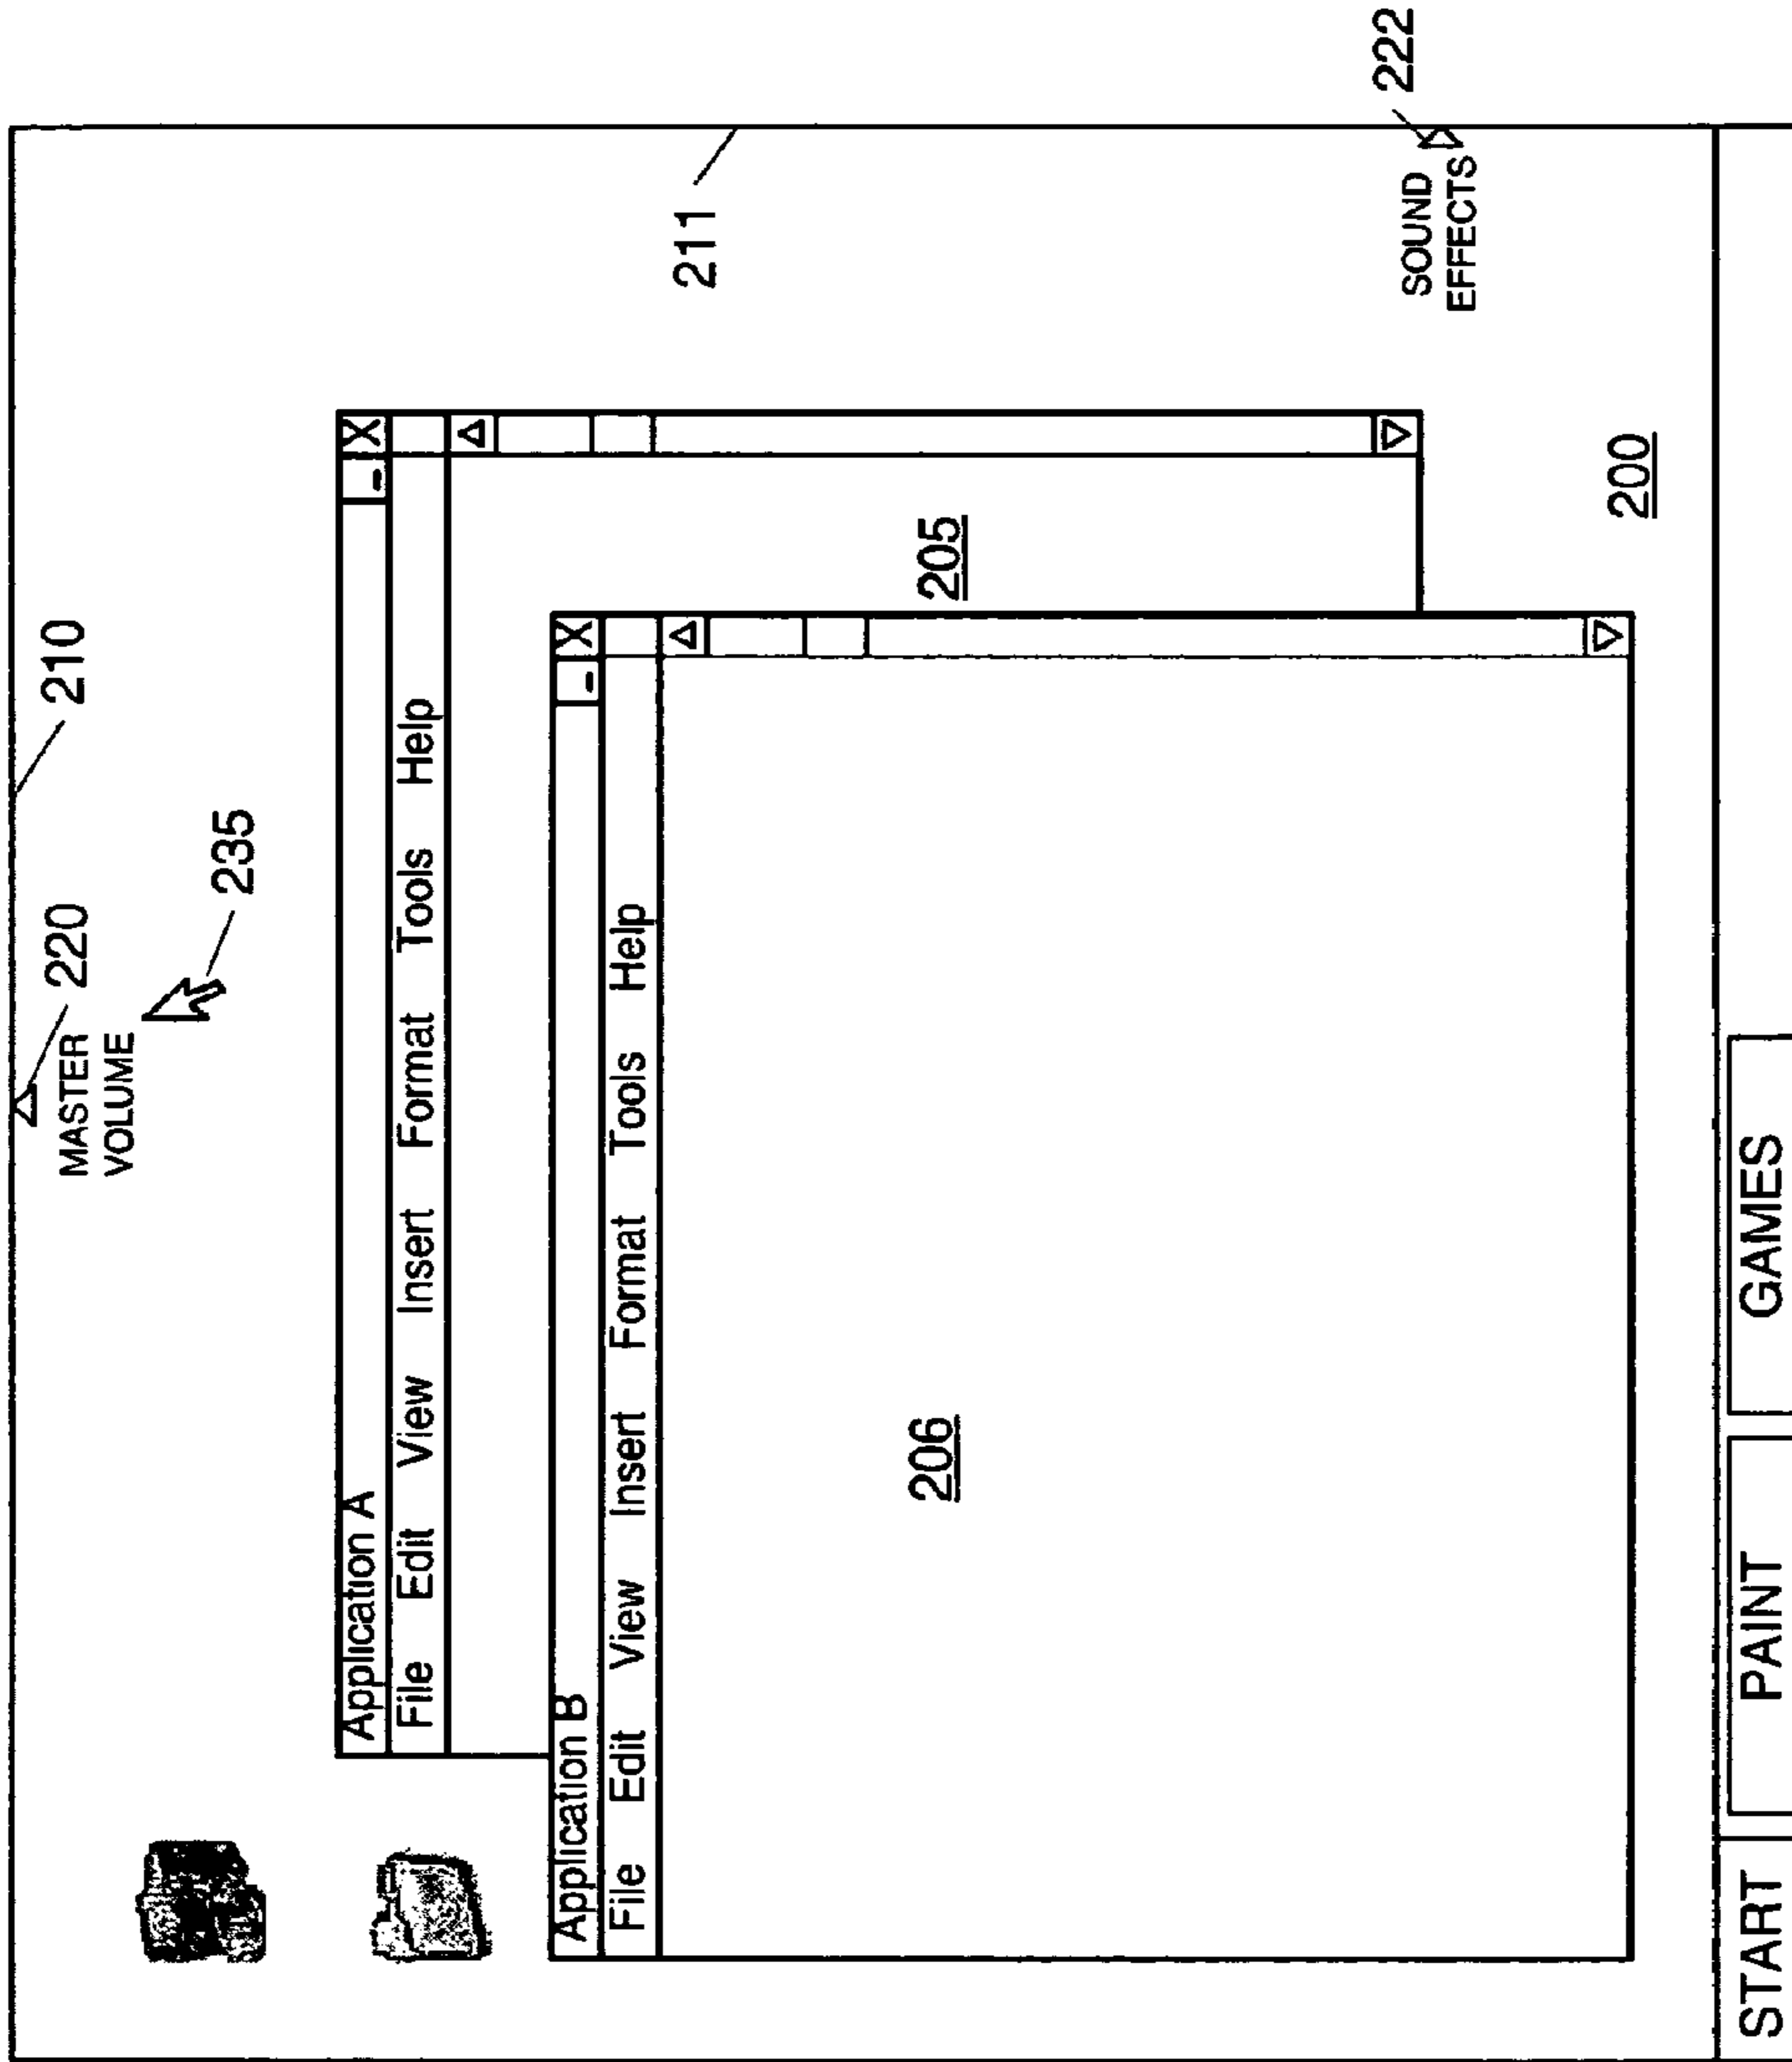 210
220
MASTER
VOLUME
235
Application A
- X
File Edit View Insert Format Tools Help
211
Application B
- X
File Edit View Insert Format Tools Help
205
206
222
SOUND
EFFECTS
200
START PAINT GAMES